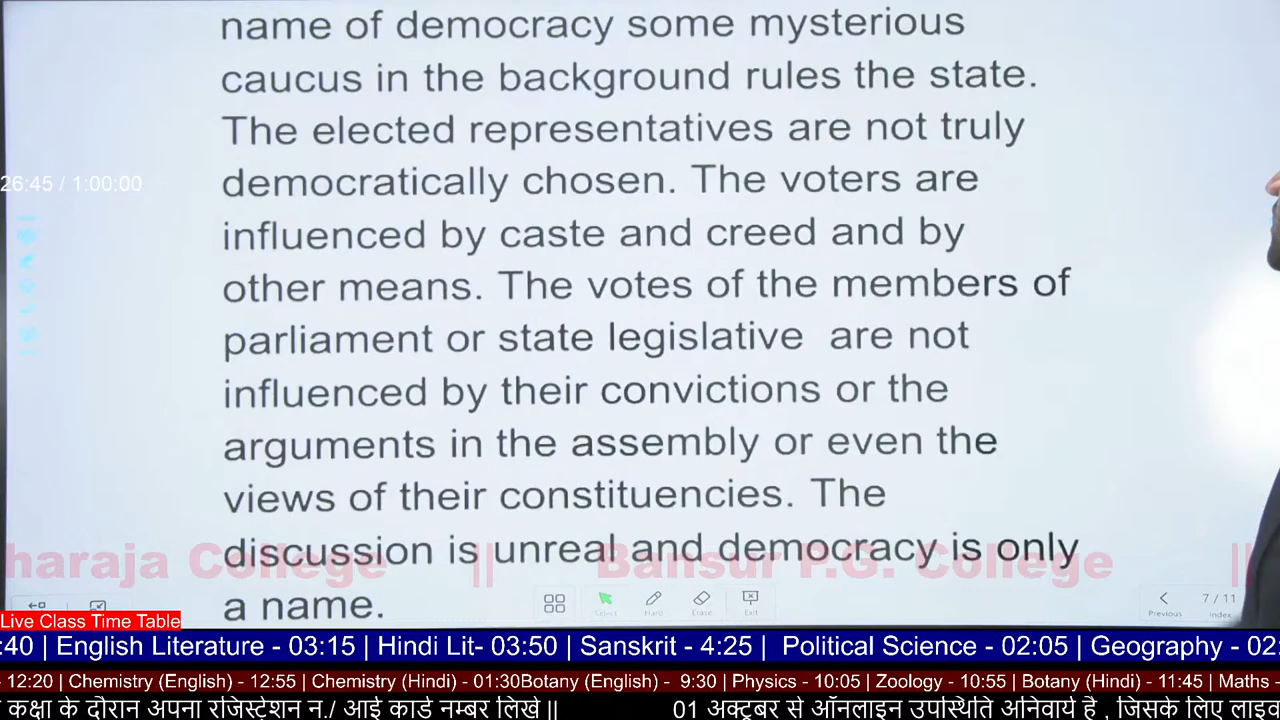 name of democracy some mysterious
caucus in the background rules the state.
The elected representatives are not truly
26:45 / 1:00:00
democratically chosen. The voters are
influenced by caste and creed and by
other means. The votes of the members of
parliament or state legislative are not
influenced by their convictions or the
arguments in the assembly or even the
views of their constituencies. The
discussion is unreal and democracy is only
haraja College || Bansur P.G. College ||
a name.
Select Hard Erase Exit Previous 7 / 11 Index
Live Class Time Table
:40 | English Literature - 03:15 | Hindi Lit- 03:50 | Sanskrit - 4:25 | Political Science - 02:05 | Geography - 02:
- 12:20 | Chemistry (English) - 12:55 | Chemistry (Hindi) - 01:30Botany (English) - 9:30 | Physics - 10:05 | Zoology - 10:55 | Botany (Hindi) - 11:45 | Maths -
कक्षा के दौरान अपना रजिस्ट्रेशन न./ आई कार्ड नम्बर लिखे || 01 अक्टूबर से ऑनलाइन उपस्थिति अनिवार्य है , जिसके लिए लाइव